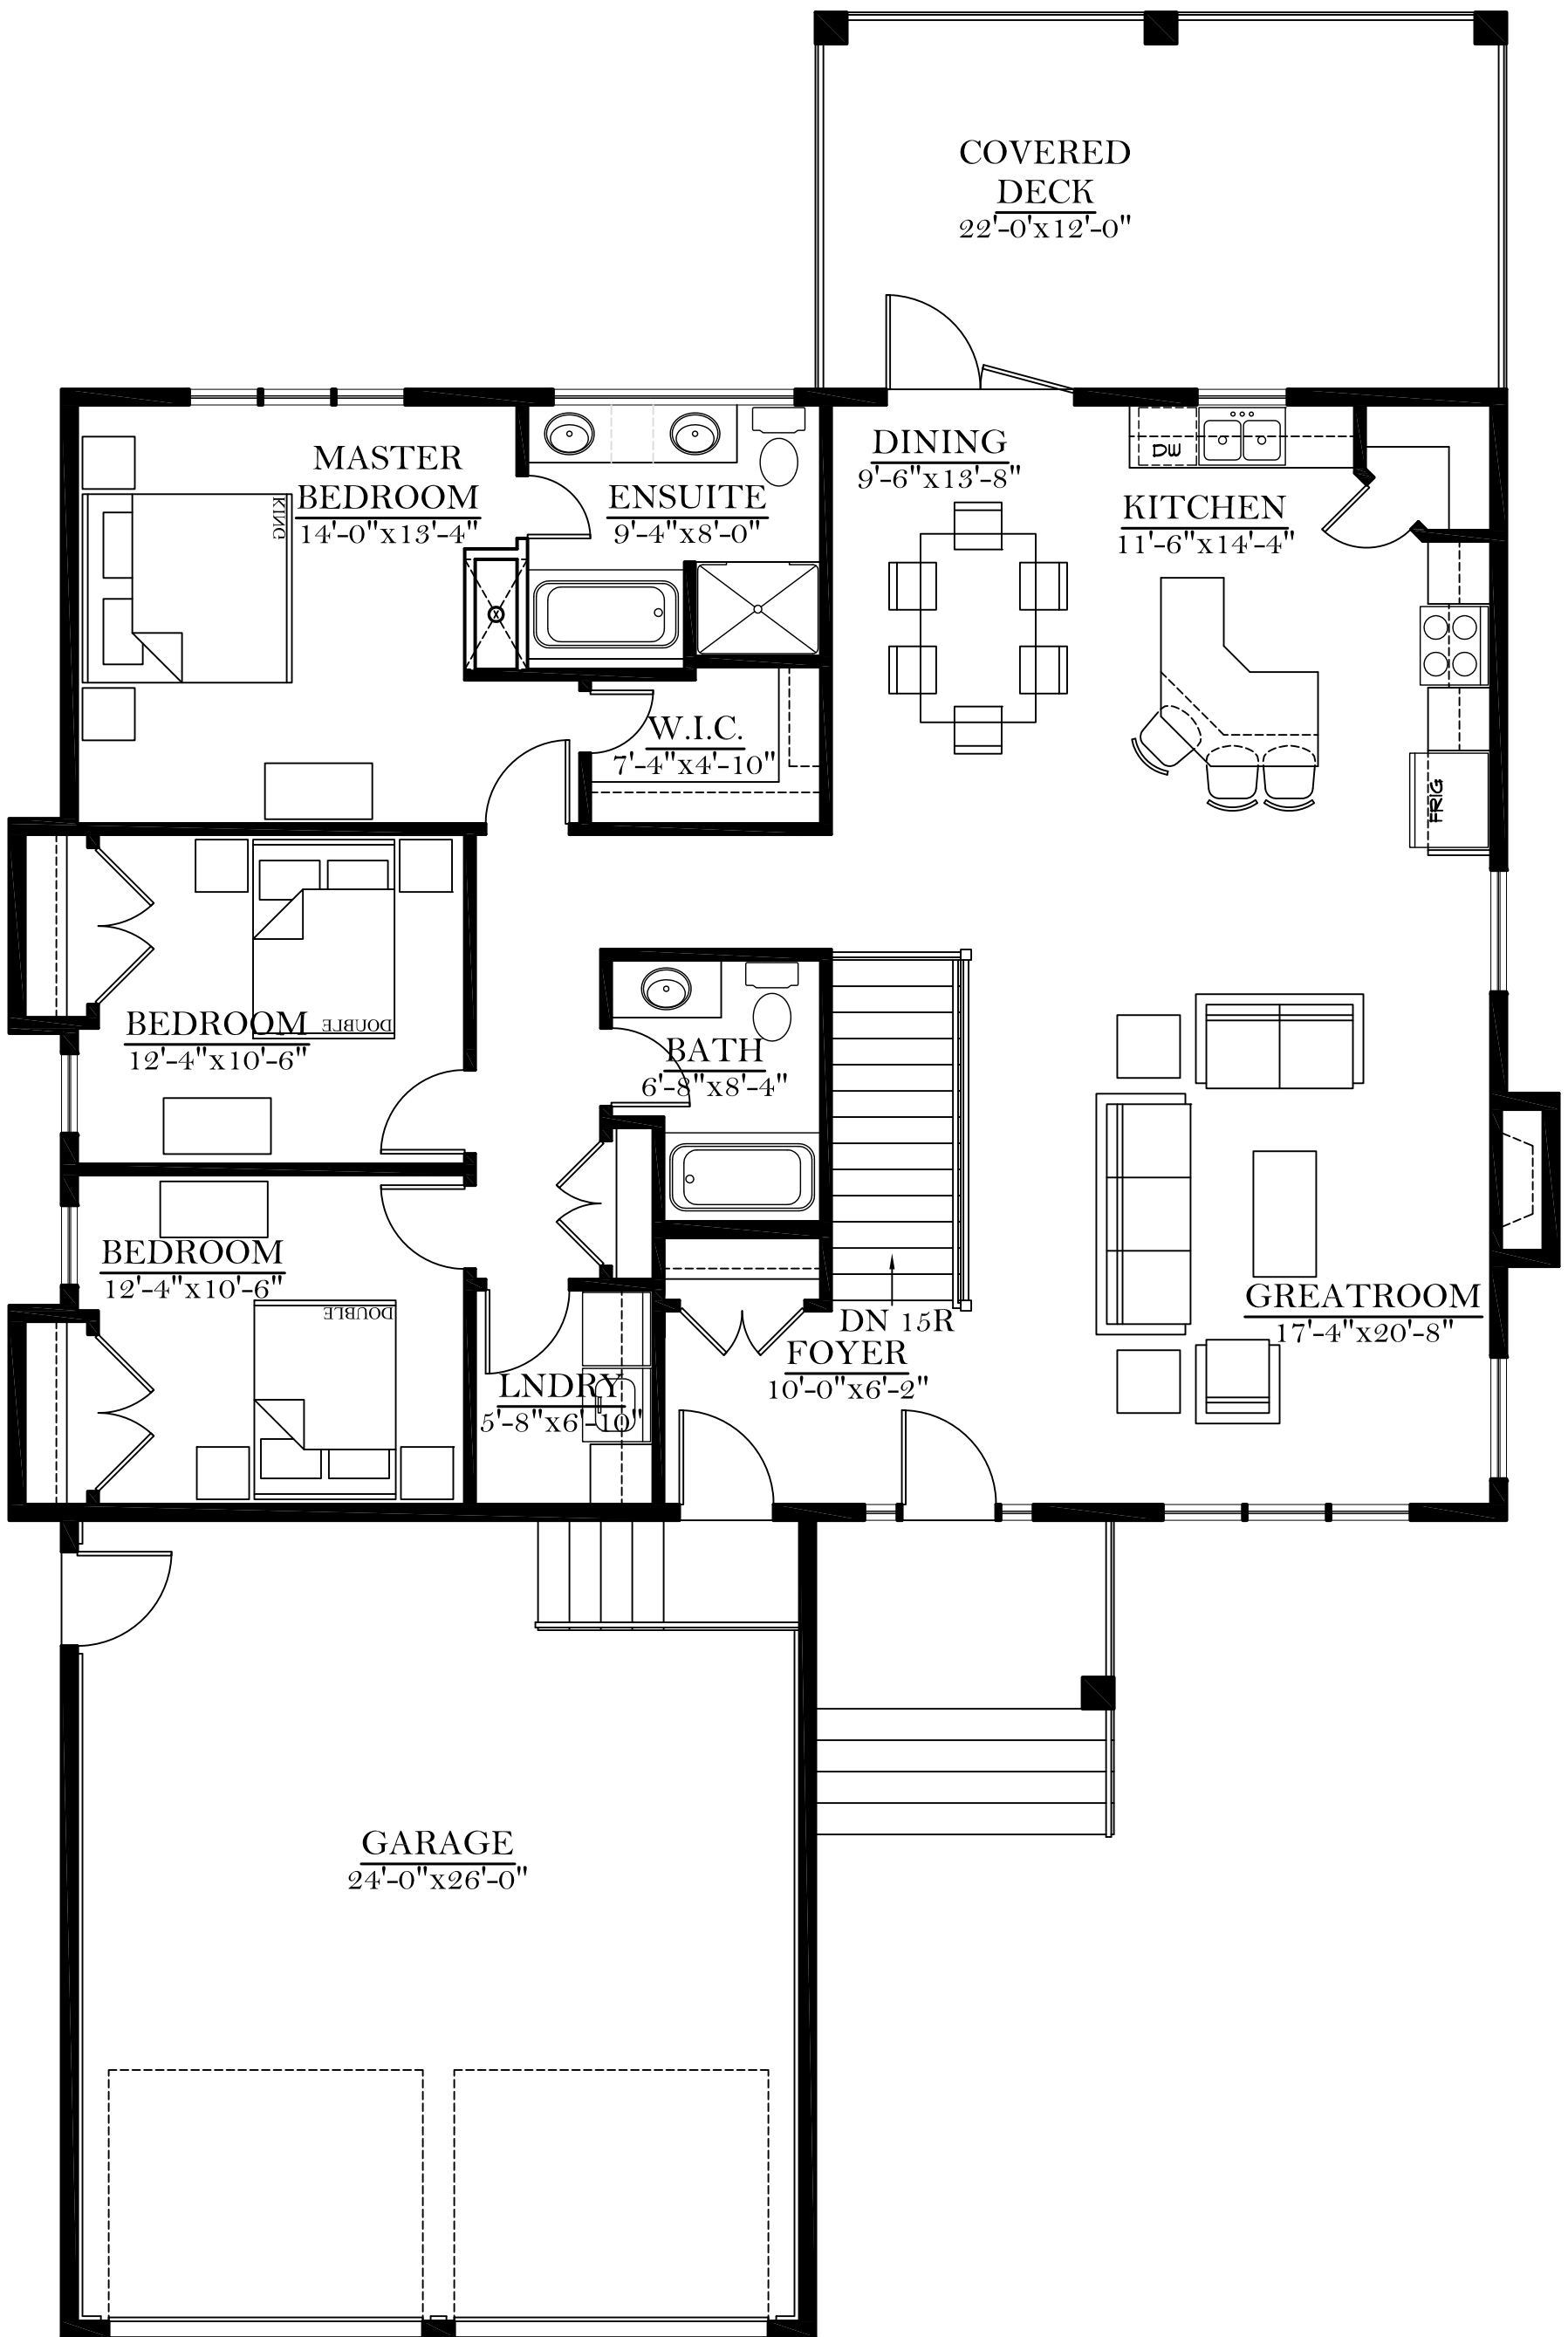 COVERED
DECK
22'-0'x12'-0"
MASTER
BEDROOM
14'-0"x13'-4"
KING
ENSUITE
9'-4"x8'-0"
DINING
9'-6"x13'-8"
DW
KITCHEN
11'-6"x14'-4"
W.I.C.
7'-4"x4'-10"
FRIG
BEDROOM
12'-4"x10'-6"
DOUBLE
BATH
6'-8"x8'-4"
BEDROOM
12'-4"x10'-6"
DOUBLE
DN 15R
GREATROOM
17'-4"x20'-8"
FOYER
10'-0"x6'-2"
LNDRY
5'-8"x6'-10"
GARAGE
24'-0"x26'-0"